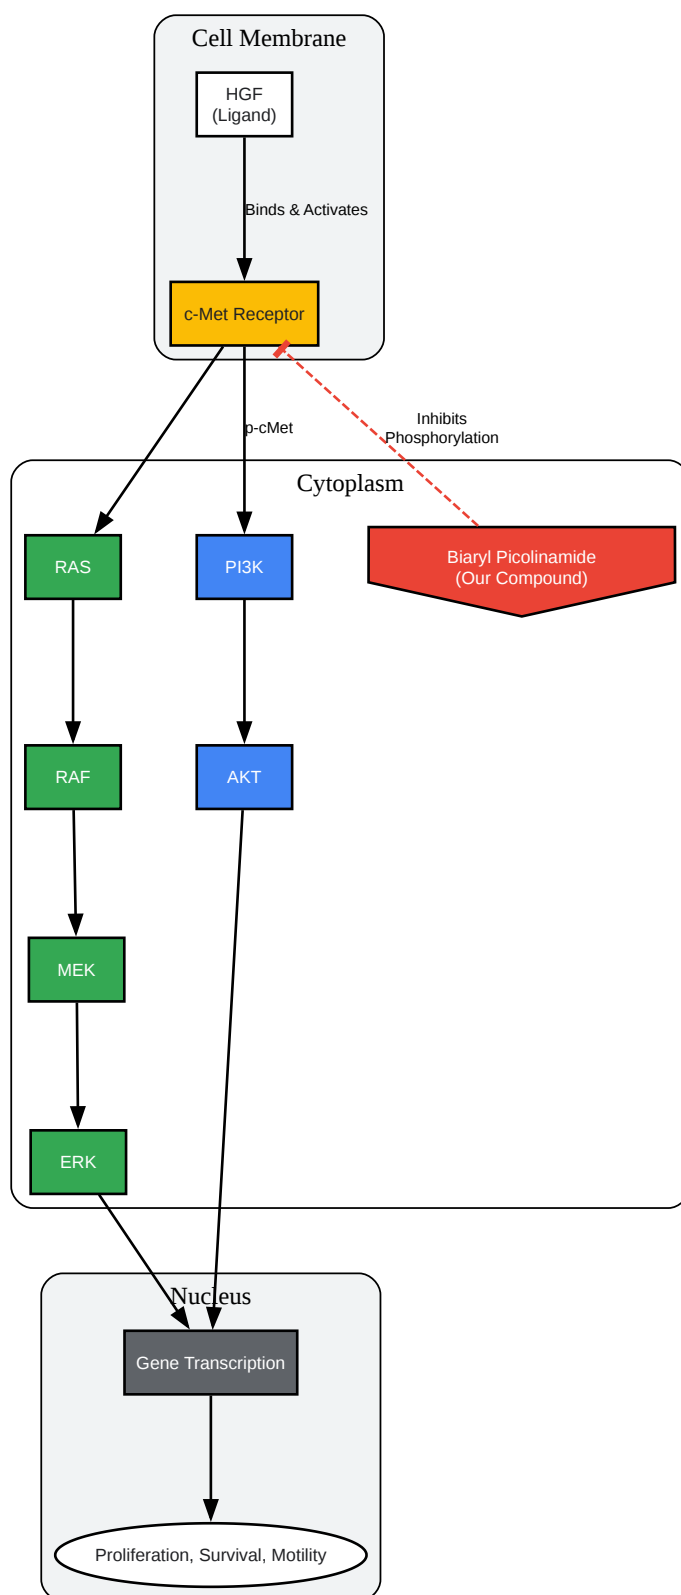 Cell Membrane
HGF
(Ligand)
Binds & Activates
c-Met Receptor
p-cMet
Inhibits
Phosphorylation
Cytoplasm
RAS
PI3K
Biaryl Picolinamide
(Our Compound)
RAF
AKT
MEK
ERK
Nucleus
Gene Transcription
Proliferation, Survival, Motility